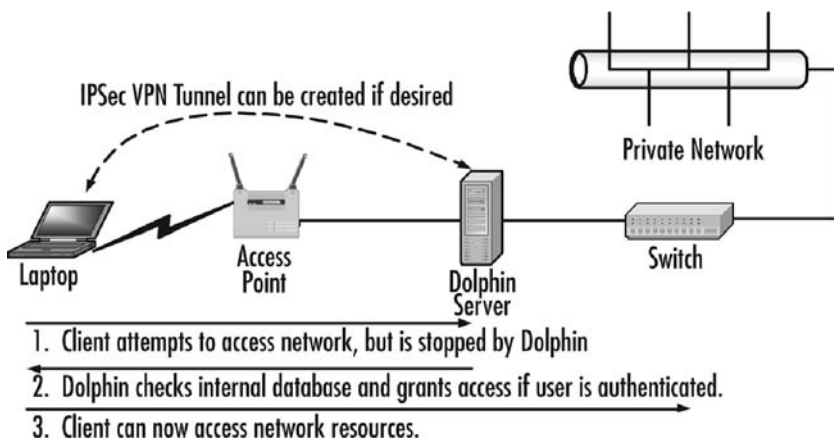 IPSec VPN Tunnel can be created if desired
Private Network
Laptop
Access
Point
Dolphin
Server
Switch
1. Client attempts to access network, but is stopped by Dolphin
2. Dolphin checks internal database and grants access if user is authenticated.
3. Client can now access network resources.